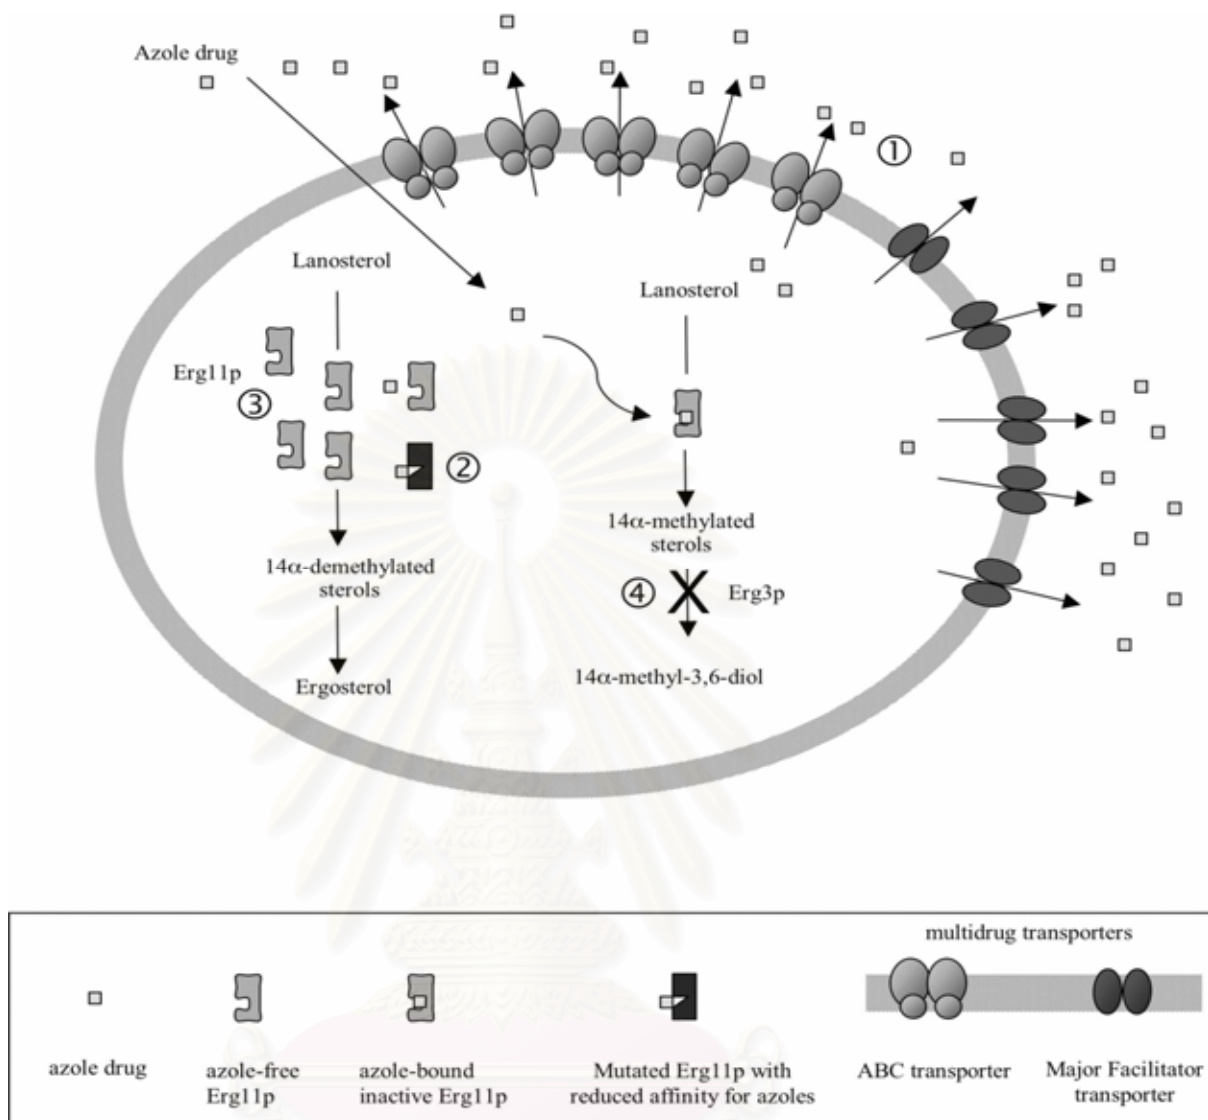 Azole drug
①
Lanosterol
Lanosterol
Erg11p
③
②
14α-methylated
sterols
14α-demethylated
sterols
④
Erg3p
Ergosterol
14α-methyl-3,6-diol
multidrug transporters
azole drug
azole-free
Erg11p
azole-bound
inactive Erg11p
Mutated Erg11p with
reduced affinity for azoles
ABC transporter
Major Facilitator
transporter